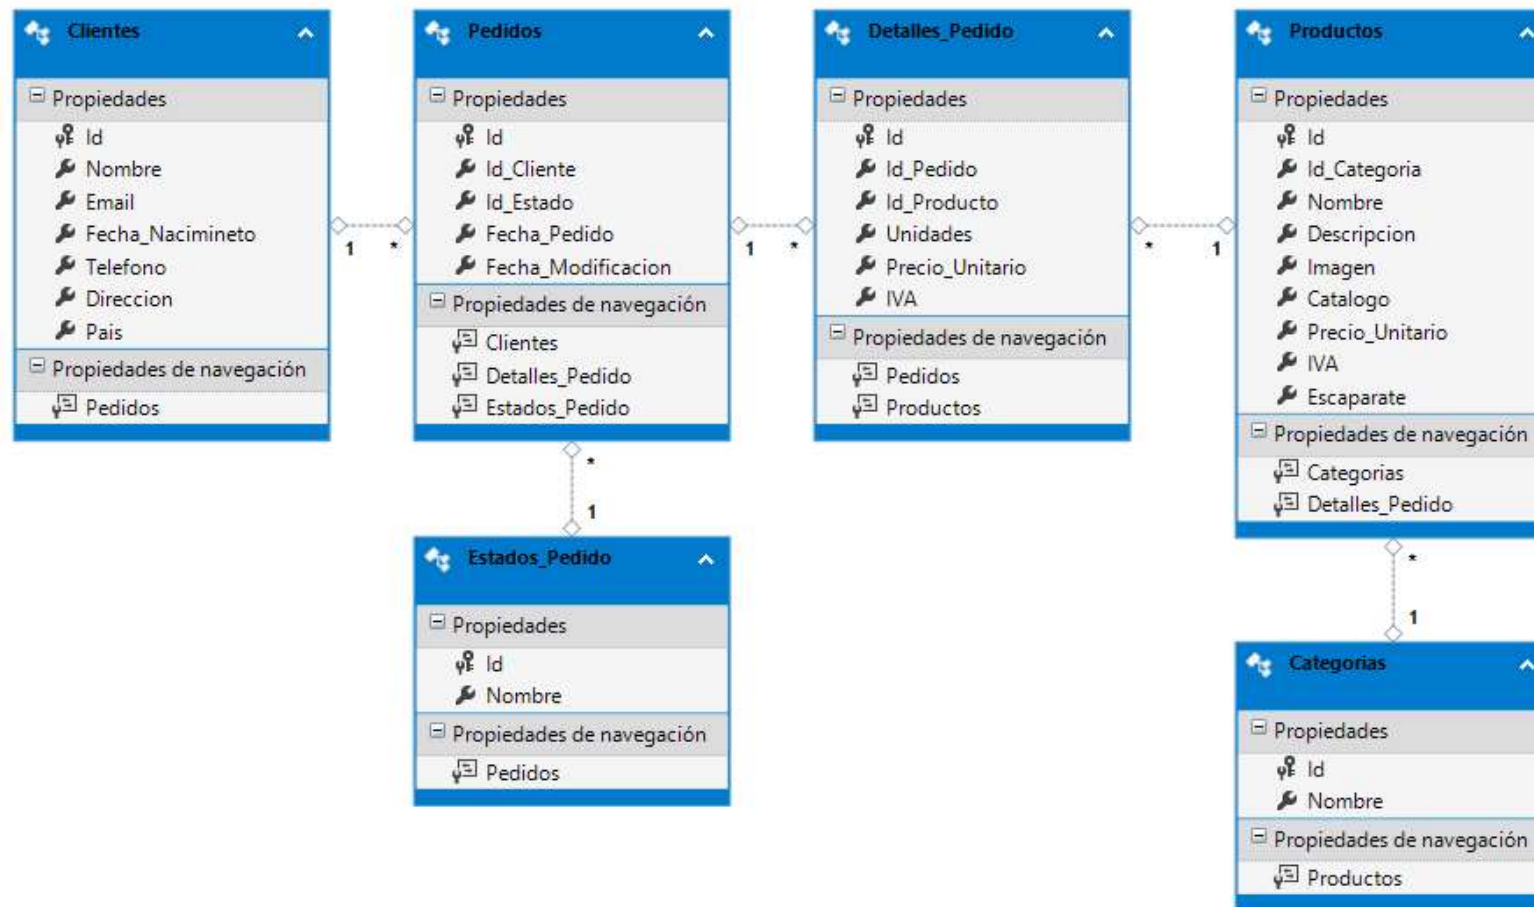 Clientes
Propiedades
Id
Nombre
Email
Fecha_Nacimineto
Telefono
Direccion
Pais
Propiedades de navegación
Pedidos
1
*
Pedidos
Propiedades
Id
Id_Cliente
Id_Estado
Fecha_Pedido
Fecha_Modificacion
Propiedades de navegación
Clientes
Detalles_Pedido
Estados_Pedido
1
*
Detalles_Pedido
Propiedades
Id
Id_Pedido
Id_Producto
Unidades
Precio_Unitario
IVA
Propiedades de navegación
Pedidos
Productos
*
1
Productos
Propiedades
Id
Id_Categoria
Nombre
Descripcion
Imagen
Catalogo
Precio_Unitario
IVA
Escaparate
Propiedades de navegación
Categorias
Detalles_Pedido
*
1
Estados_Pedido
Propiedades
Id
Nombre
Propiedades de navegación
Pedidos
*
1
Categorias
Propiedades
Id
Nombre
Propiedades de navegación
Productos